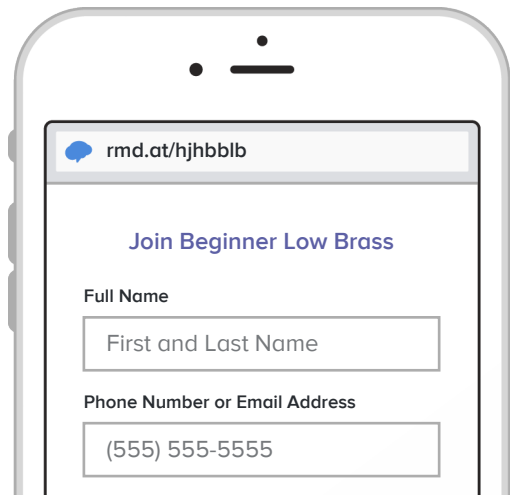 rmd.at/hjhbblb
Join Beginner Low Brass
Full Name
First and Last Name
Phone Number or Email Address
(555) 555-5555